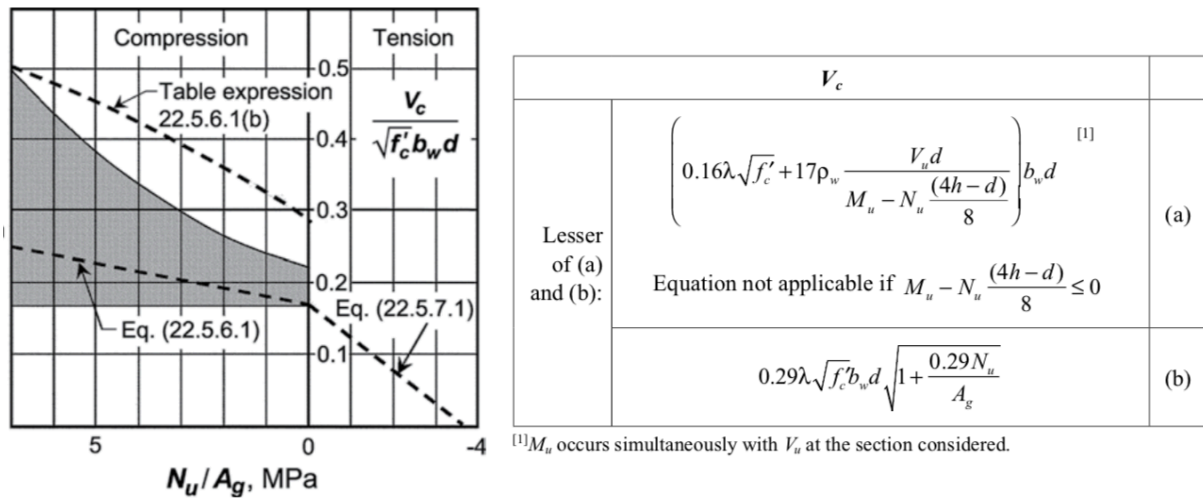 Compression
Tension
0.5
Table expression
22.5.6.1(b)
V_c
√f'_c b_w d
0.4
0.3
0.2
Eq. (22.5.7.1)
Eq. (22.5.6.1)
0.1
5
0
-4
N_u/A_g, MPa
V_c
Lesser
of (a)
and (b):
(0.16λ√f'_c + 17ρ_w V_u d / (M_u − N_u (4h − d)/8)) b_w d [1]
Equation not applicable if M_u − N_u (4h − d)/8 ≤ 0
(a)
0.29λ√f'_c b_w d √(1 + 0.29N_u/A_g)
(b)
[1]M_u occurs simultaneously with V_u at the section considered.